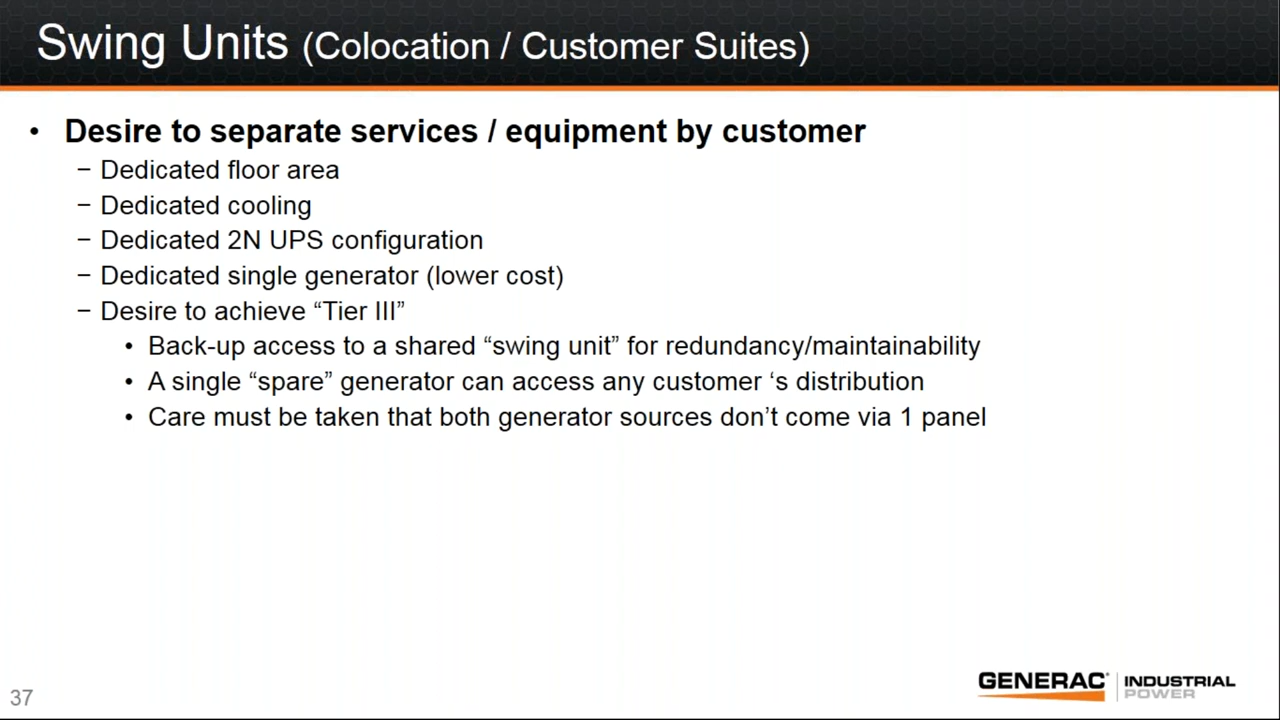 Swing Units (Colocation / Customer Suites)
• Desire to separate services / equipment by customer
− Dedicated floor area
− Dedicated cooling
− Dedicated 2N UPS configuration
− Dedicated single generator (lower cost)
− Desire to achieve “Tier III”
• Back-up access to a shared “swing unit” for redundancy/maintainability
• A single “spare” generator can access any customer ‘s distribution
• Care must be taken that both generator sources don’t come via 1 panel
GENERAC® | INDUSTRIAL
POWER
37